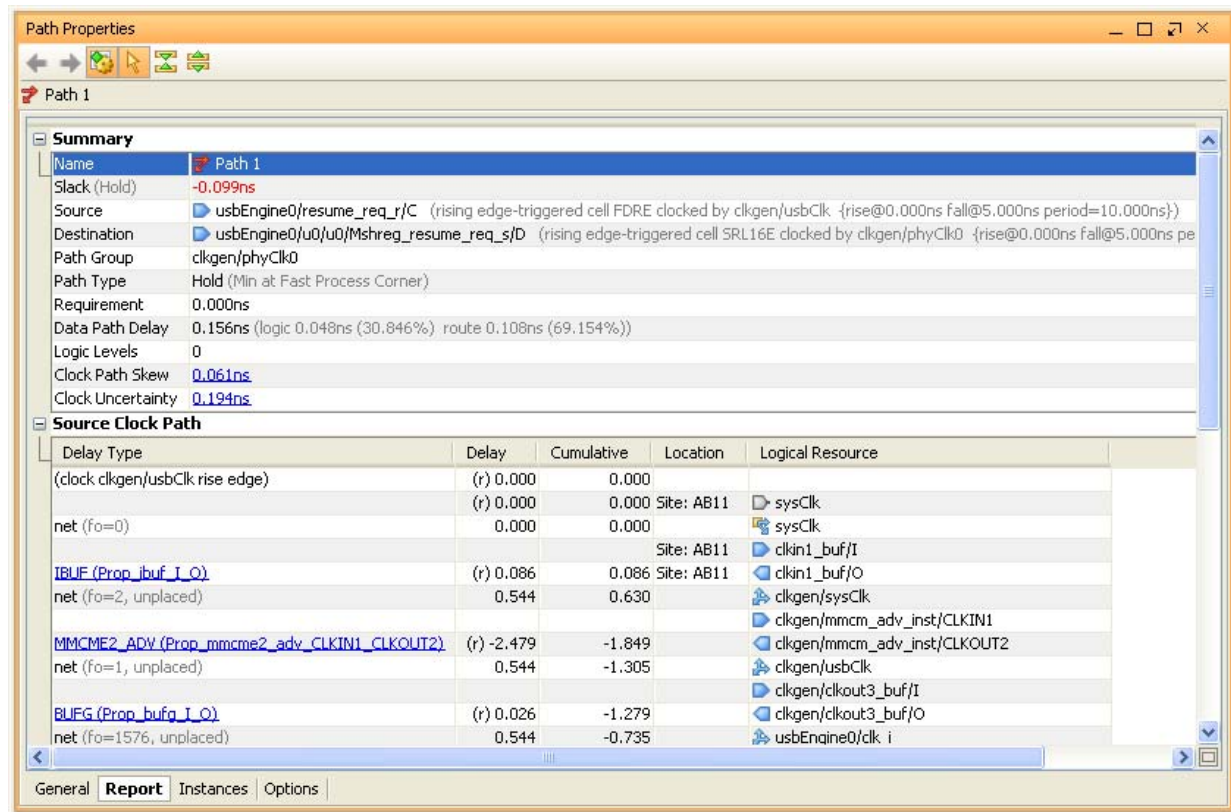 Path Properties
Path 1
Summary
Name Path 1
Slack (Hold) -0.099ns
Source usbEngine0/resume_req_r/C (rising edge-triggered cell FDRE clocked by clkgen/usbClk {rise@0.000ns fall@5.000ns period=10.000ns})
Destination usbEngine0/u0/u0/Mshreg_resume_req_s/D (rising edge-triggered cell SRL16E clocked by clkgen/phyClk0 {rise@0.000ns fall@5.000ns pe
Path Group clkgen/phyClk0
Path Type Hold (Min at Fast Process Corner)
Requirement 0.000ns
Data Path Delay 0.156ns (logic 0.048ns (30.846%) route 0.108ns (69.154%))
Logic Levels 0
Clock Path Skew 0.061ns
Clock Uncertainty 0.194ns
Source Clock Path
Delay Type Delay Cumulative Location Logical Resource
(clock clkgen/usbClk rise edge) (r) 0.000 0.000
(r) 0.000 0.000 Site: AB11 sysClk
net (fo=0) 0.000 0.000 sysClk
Site: AB11 clkin1_buf/I
IBUF (Prop_ibuf_I_O) (r) 0.086 0.086 Site: AB11 clkin1_buf/O
net (fo=2, unplaced) 0.544 0.630 clkgen/sysClk
clkgen/mmcm_adv_inst/CLKIN1
MMCME2_ADV (Prop_mmcme2_adv_CLKIN1_CLKOUT2) (r) -2.479 -1.849 clkgen/mmcm_adv_inst/CLKOUT2
net (fo=1, unplaced) 0.544 -1.305 clkgen/usbClk
clkgen/clkout3_buf/I
BUFG (Prop_bufg_I_O) (r) 0.026 -1.279 clkgen/clkout3_buf/O
net (fo=1576, unplaced) 0.544 -0.735 usbEngine0/clk_i
General Report Instances Options